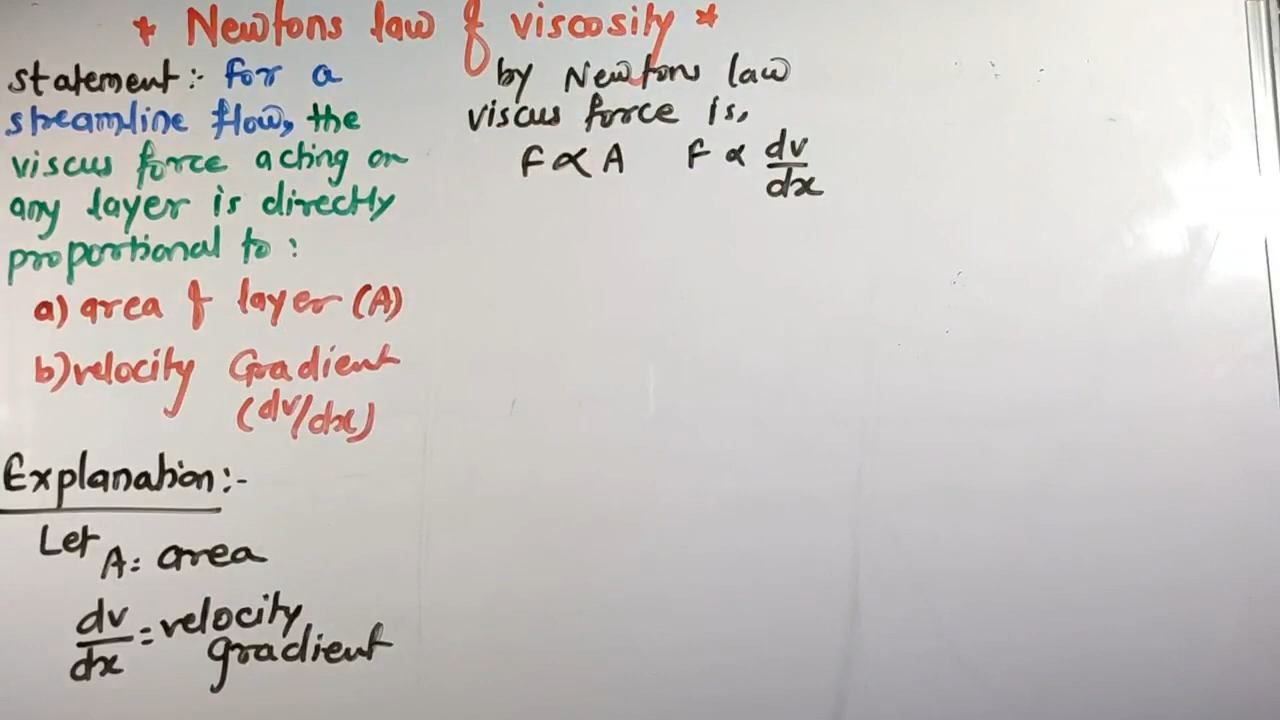 * Newtons law of viscosity *
statement:- for a
streamline flow, the
viscus force acting on
any layer is directly
proportional to :
a) area of layer (A)
b) velocity Gradient
(dv/dx)
Explanation:-
Let A = area
dv/dx = velocity
gradient
by Newtons law
viscus force is,
F ∝ A F ∝ dv/dx